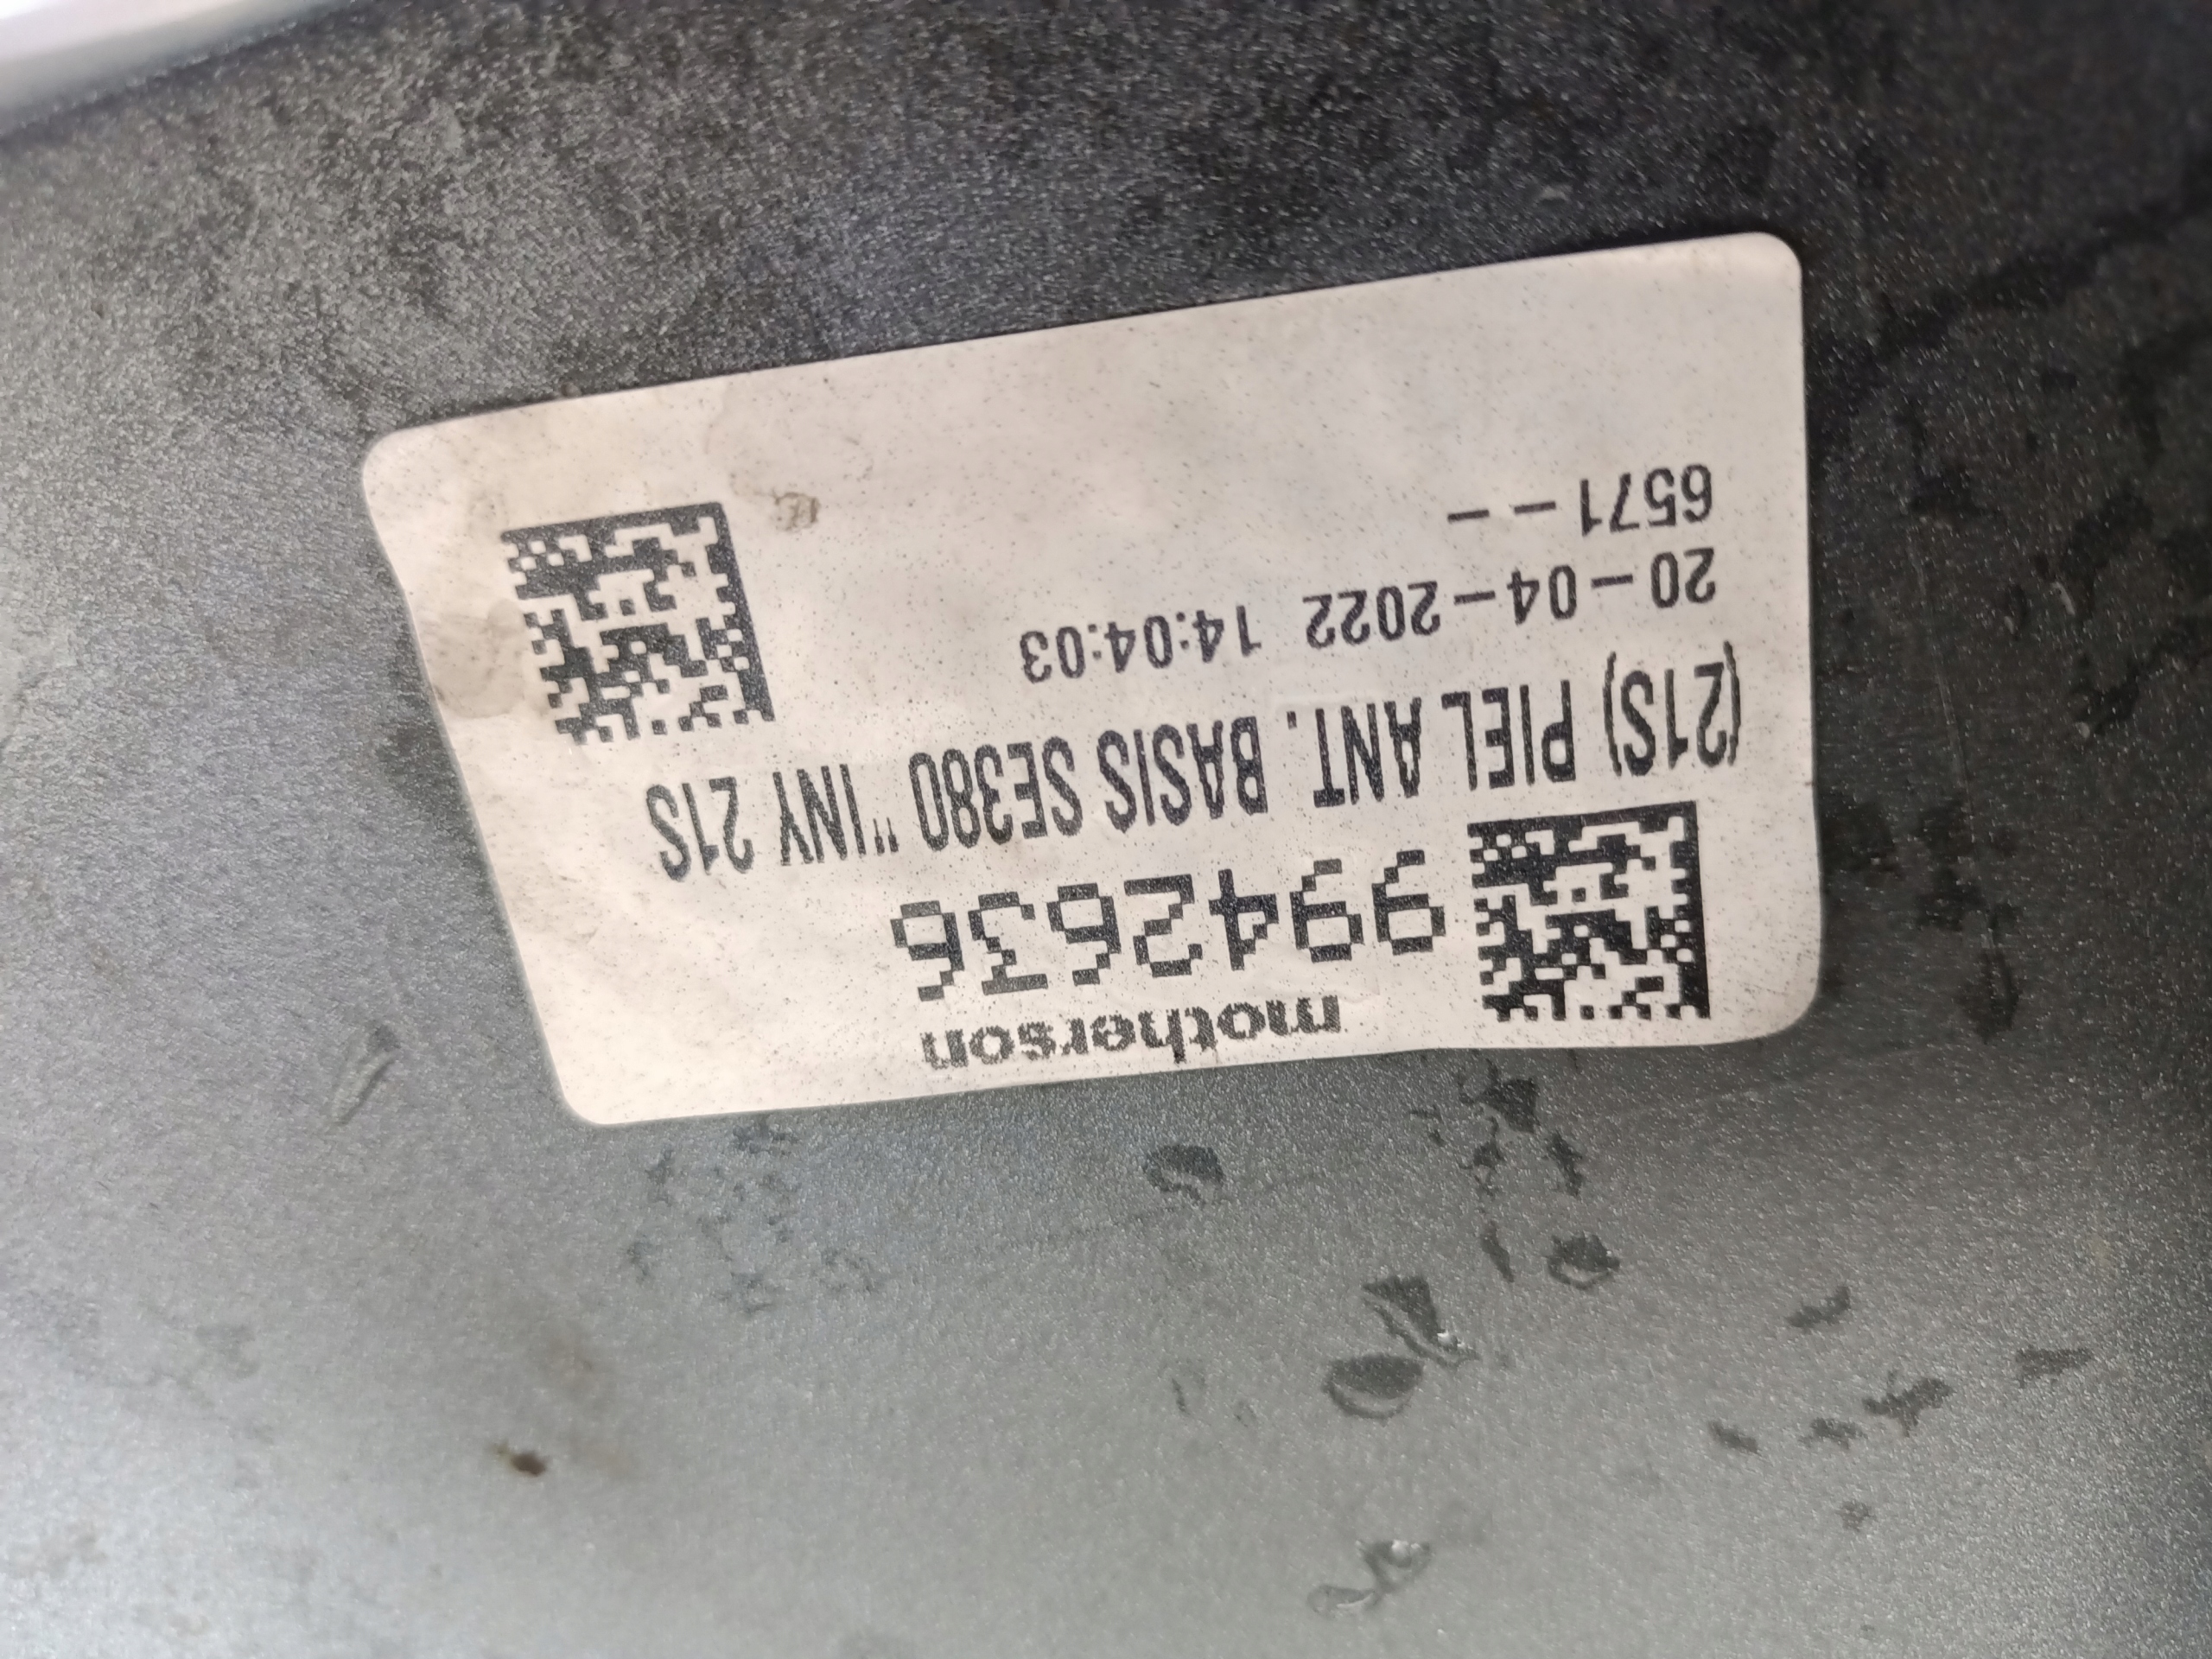 motherson
9942636
(21S) PIEL ANT. BASIS SE380 "INY 21S
20-04-2022 14:04:03
6571--